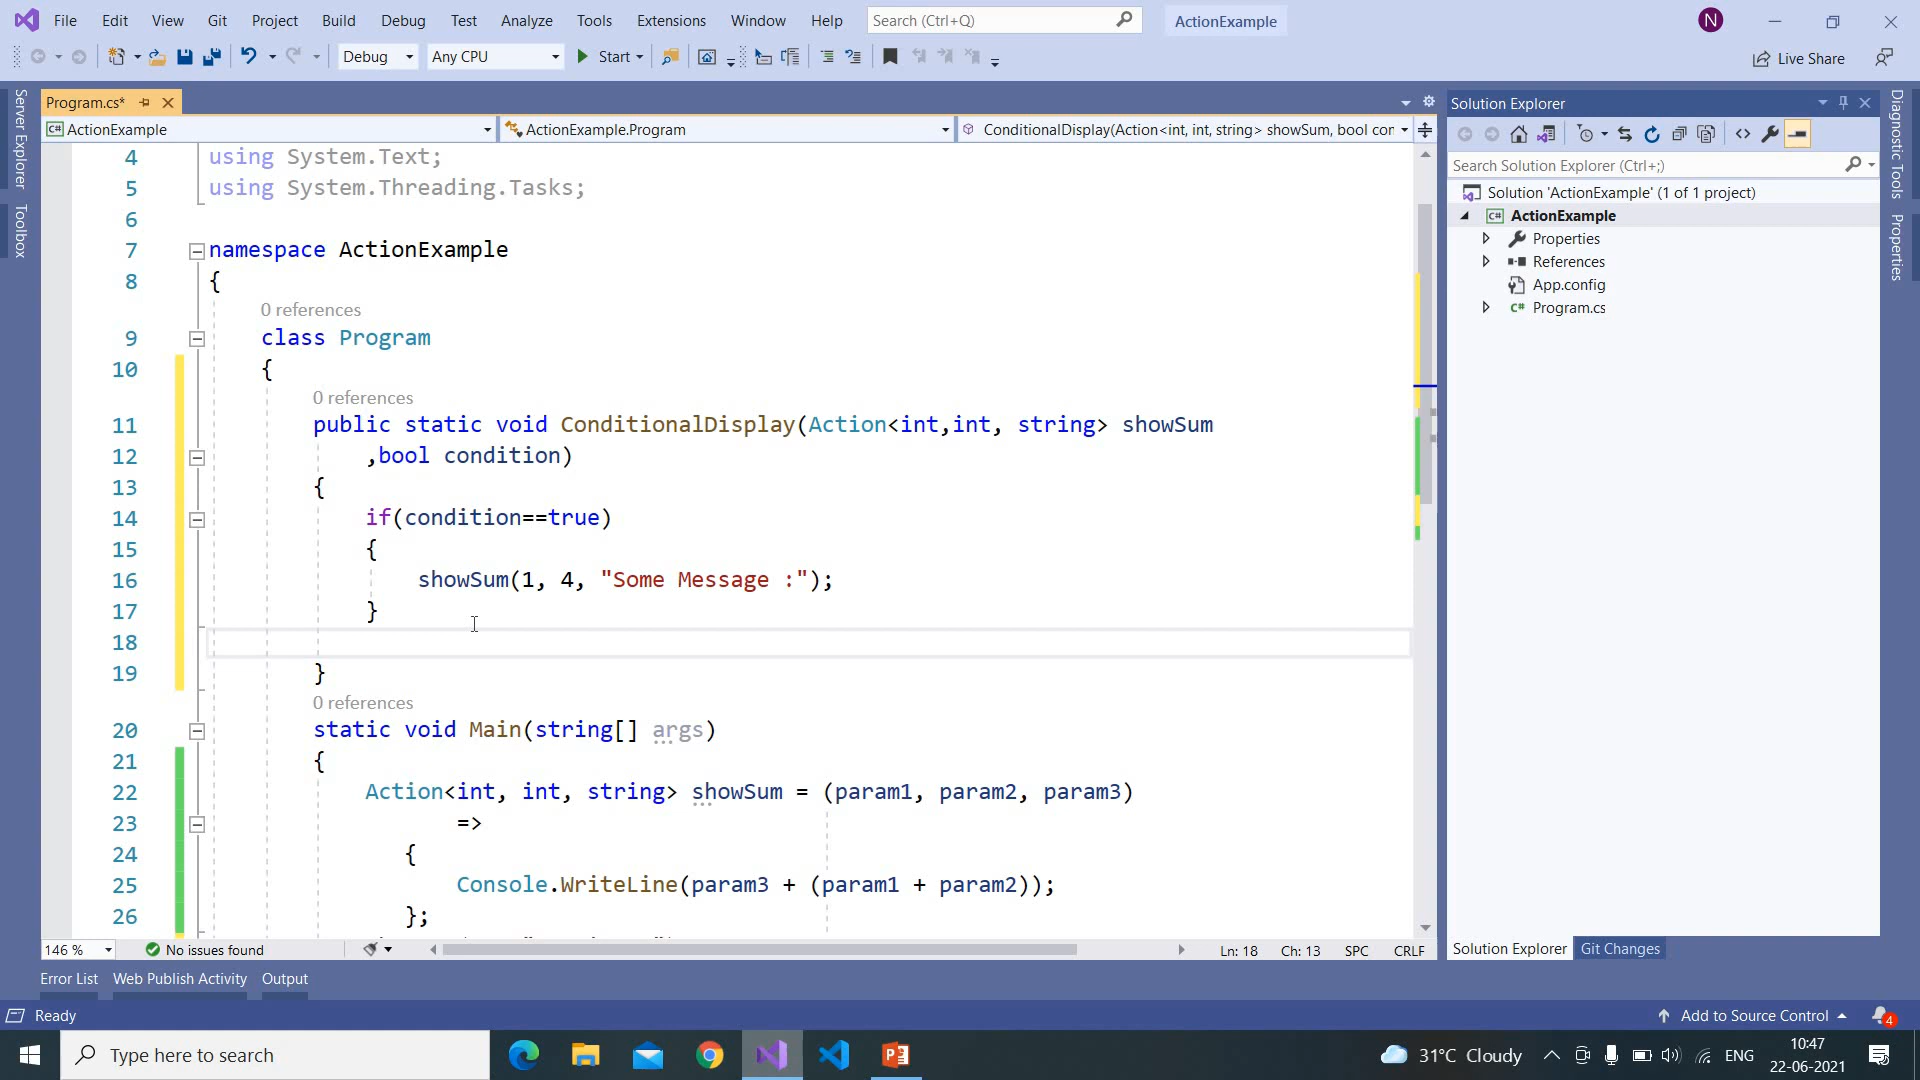 File Edit View Git Project Build Debug Test Analyze Tools Extensions Window Help Search (Ctrl+Q) ActionExample N
Debug Any CPU Start Live Share
Server Explorer
Toolbox
Program.cs*
C# ActionExample ActionExample.Program ConditionalDisplay(Action<int, int, string> showSum, bool cor
4 using System.Text;
5 using System.Threading.Tasks;
6
7 namespace ActionExample
8 {
0 references
9 class Program
10 {
0 references
11 public static void ConditionalDisplay(Action<int,int, string> showSum
12 ,bool condition)
13 {
14 if(condition==true)
15 {
16 showSum(1, 4, "Some Message :");
17 }
18
19 }
0 references
20 static void Main(string[] args)
21 {
22 Action<int, int, string> showSum = (param1, param2, param3)
23 =>
24 {
25 Console.WriteLine(param3 + (param1 + param2));
26 };
146 % No issues found Ln: 18 Ch: 13 SPC CRLF
Solution Explorer
Search Solution Explorer (Ctrl+;)
Solution 'ActionExample' (1 of 1 project)
C# ActionExample
Properties
References
App.config
C# Program.cs
Solution Explorer Git Changes
Diagnostic Tools
Properties
Error List Web Publish Activity Output
Ready Add to Source Control 4
Type here to search 31°C Cloudy ENG 10:47
22-06-2021